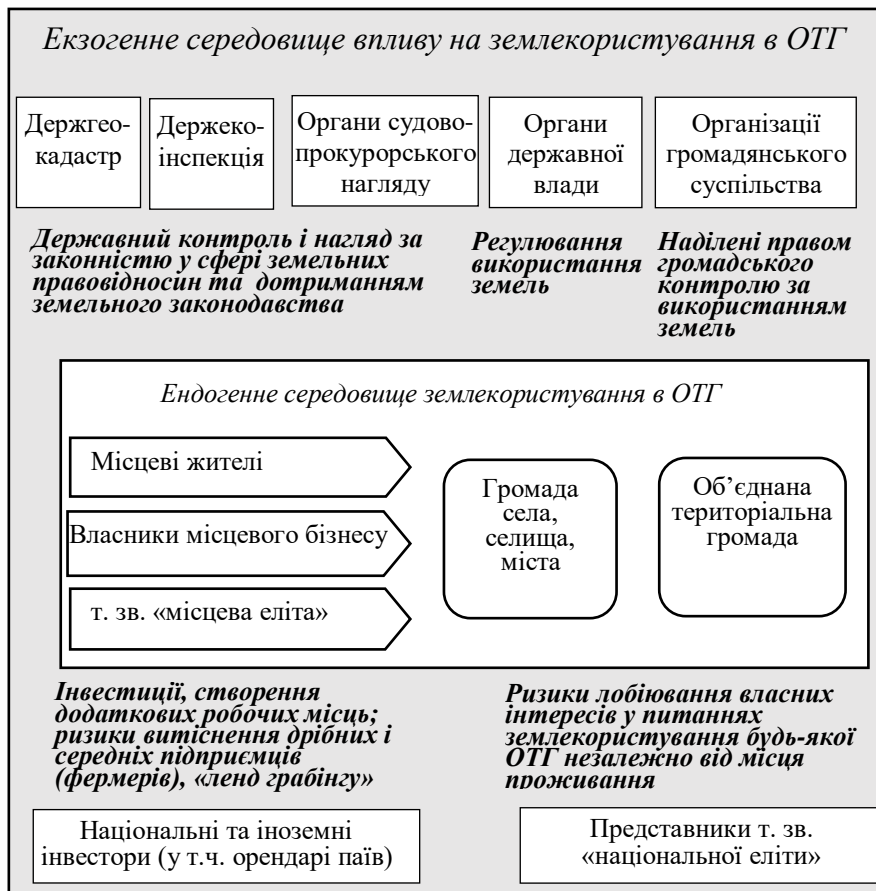 Екзогенне середовище впливу на землекористування в ОТГ
Держгео-
кадастр
Держеко-
інспекція
Органи судово-
прокурорського
нагляду
Органи
державної
влади
Організації
громадянського
суспільства
Державний контроль і нагляд за
законністю у сфері земельних
правовідносин та дотриманням
земельного законодавства
Регулювання
використання
земель
Наділені правом
громадського
контролю за
використанням
земель
Ендогенне середовище землекористування в ОТГ
Місцеві жителі
Власники місцевого бізнесу
т. зв. «місцева еліта»
Громада
села,
селища,
міста
Об’єднана
територіальна
громада
Інвестиції, створення
додаткових робочих місць;
ризики витіснення дрібних і
середніх підприємців
(фермерів), «ленд грабінгу»
Ризики лобіювання власних
інтересів у питаннях
землекористування будь-якої
ОТГ незалежно від місця
проживання
Національні та іноземні
інвестори (у т.ч. орендарі паїв)
Представники т. зв.
«національної еліти»